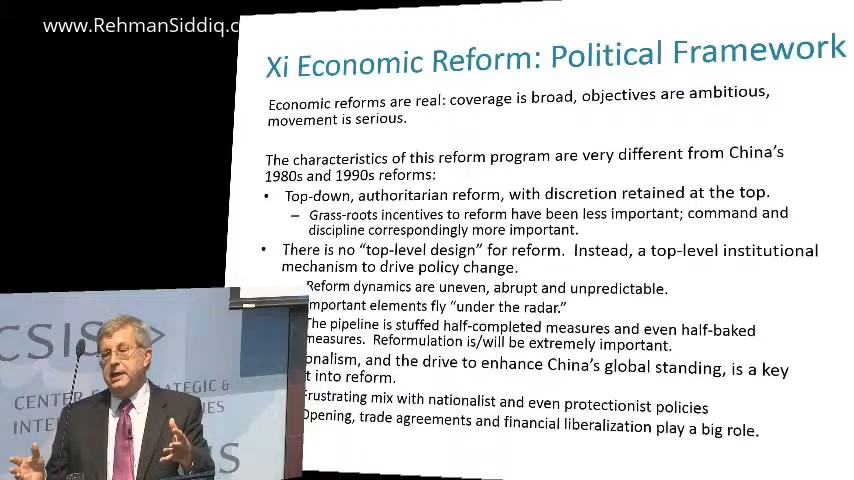 www.RehmanSiddiq.c
Xi Economic Reform: Political Framework
Economic reforms are real: coverage is broad, objectives are ambitious,
movement is serious.
The characteristics of this reform program are very different from China's
1980s and 1990s reforms:
• Top-down, authoritarian reform, with discretion retained at the top.
– Grass-roots incentives to reform have been less important; command and
discipline correspondingly more important.
• There is no "top-level design" for reform. Instead, a top-level institutional
mechanism to drive policy change.
Reform dynamics are uneven, abrupt and unpredictable.
mportant elements fly "under the radar."
The pipeline is stuffed half-completed measures and even half-baked
measures. Reformulation is/will be extremely important.
onalism, and the drive to enhance China's global standing, is a key
t into reform.
Frustrating mix with nationalist and even protectionist policies
Opening, trade agreements and financial liberalization play a big role.
CSIS
CENTER
ATEGIC &
INTE
IES
IS